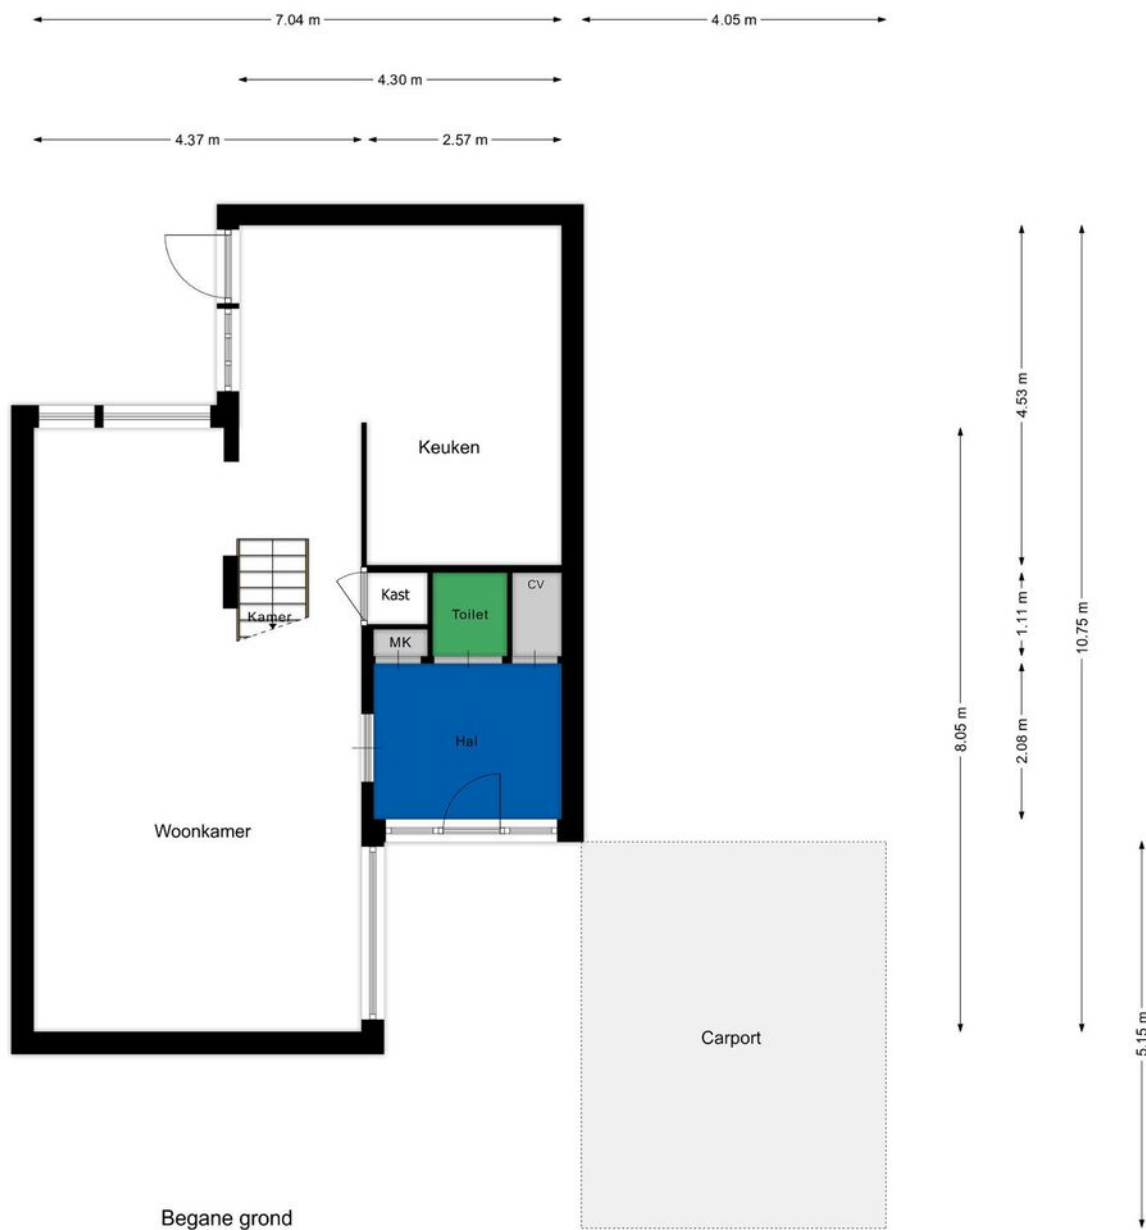 7.04 m
4.05 m
4.30 m
4.37 m
2.57 m
4.53 m
Keuken
CV
Kast
Toilet
Kamer
MK
1.11 m
10.75 m
8.05 m
2.08 m
Hal
Woonkamer
Carport
5.15 m
Begane grond